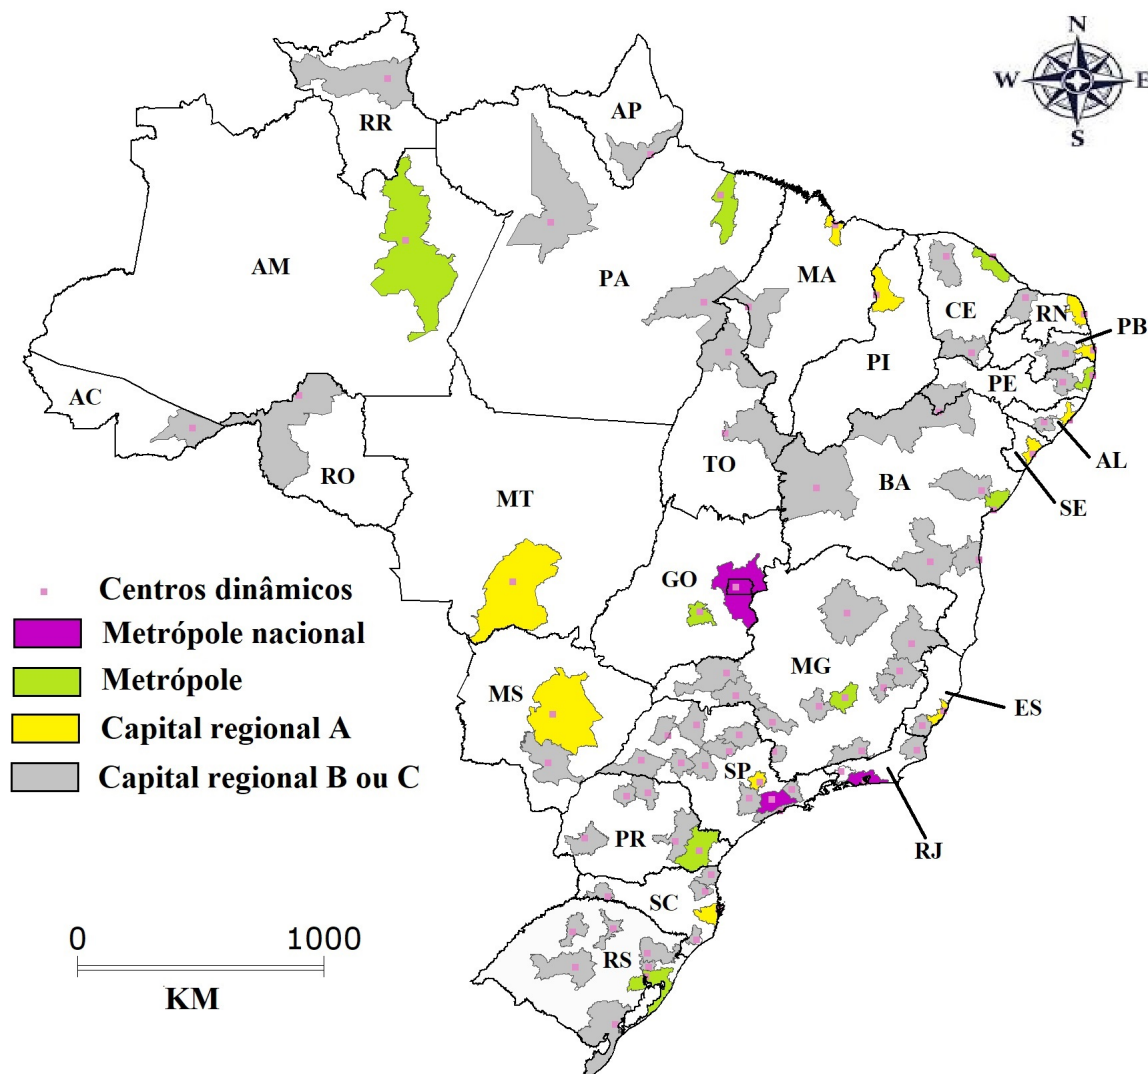 N
W E
S
AP
RR
AM
PA
MA
CE
RN
PB
PI
PE
AC
AL
TO
RO
BA
SE
MT
GO
Centros dinâmicos
Metrópole nacional
Metrópole
MG
MS
ES
Capital regional A
Capital regional B ou C
SP
PR
RJ
SC
0 1000
RS
KM